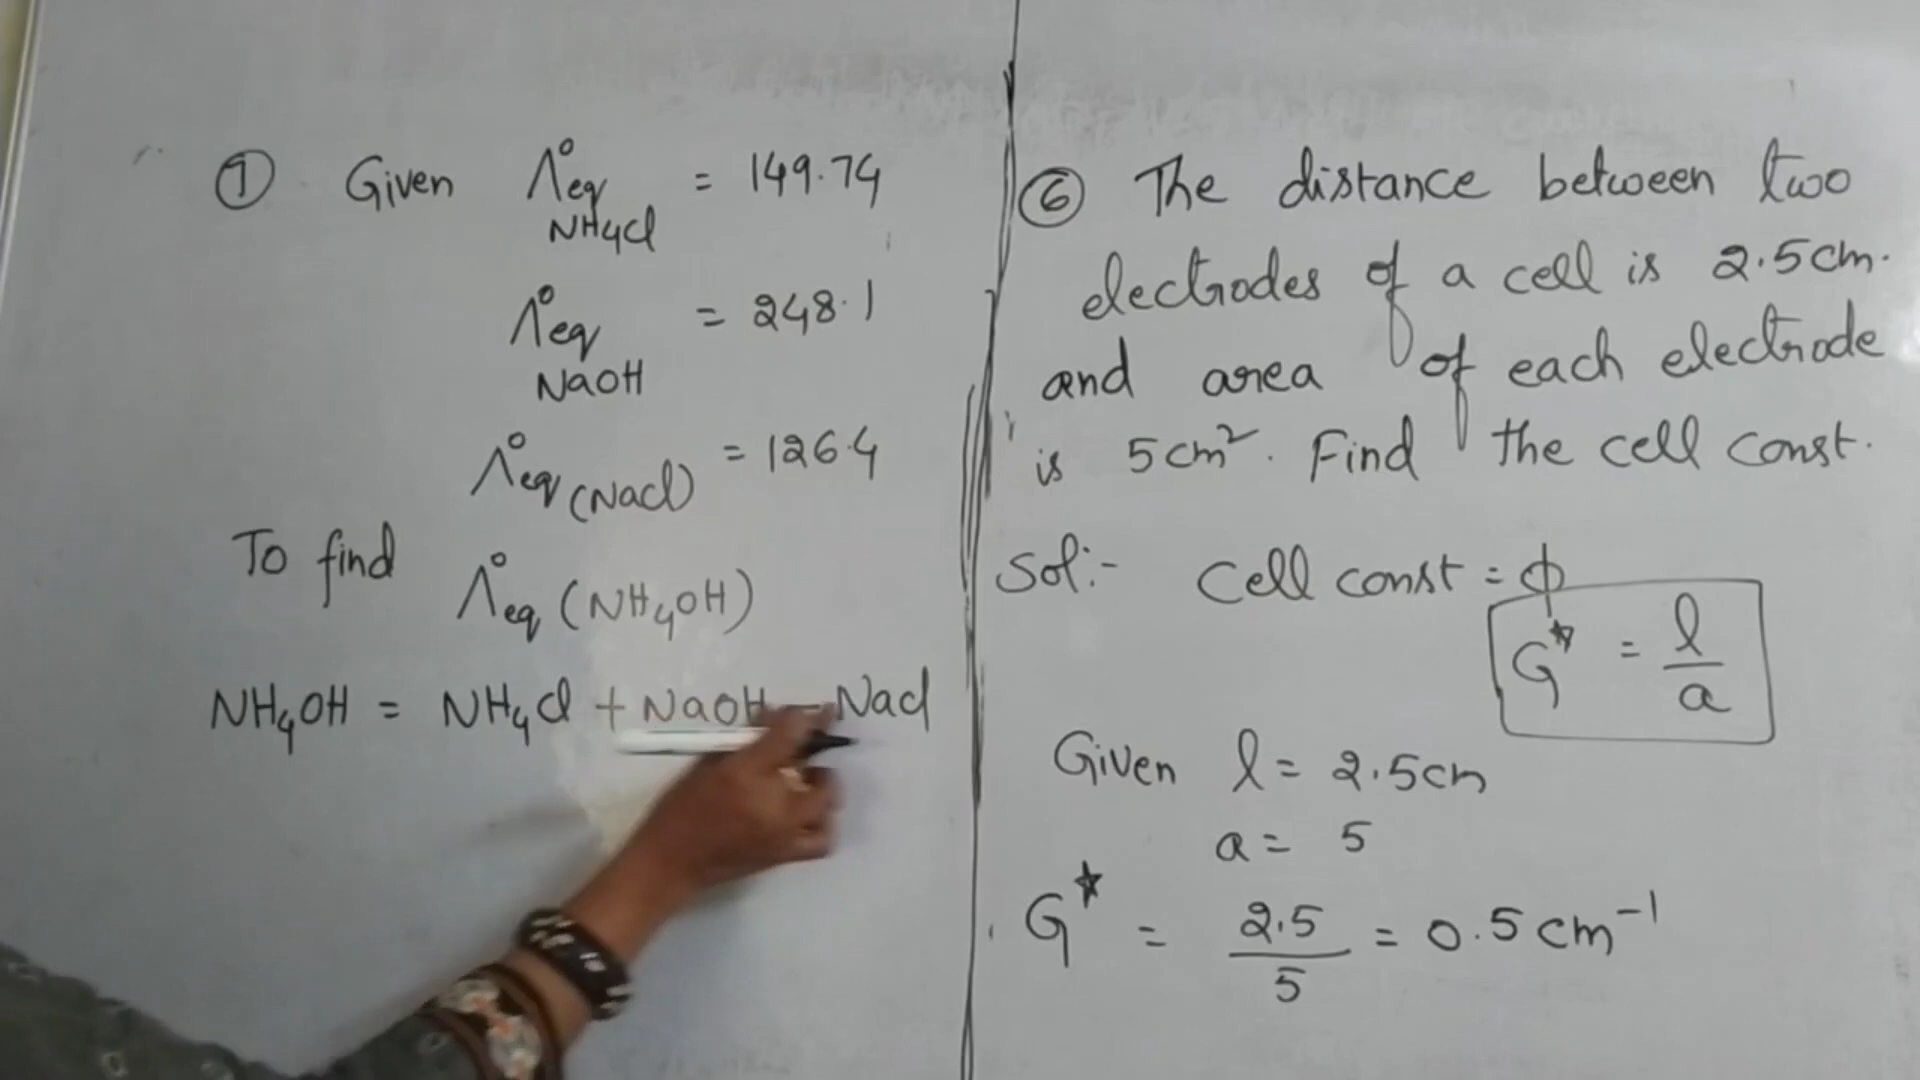 ① Given Λ°eq NH4Cl = 149.74
Λ°eq NaOH = 248.1
Λ°eq (Nacl) = 126.4
To find Λ°eq (NH4OH)
NH4OH = NH4Cl + NaOH - Nacl
⑥ The distance between two
electrodes of a cell is 2.5cm.
and area of each electrode
is 5cm². Find the cell const.
Sol:- Cell const = ϕ
G* = l/a
Given l = 2.5cm
a = 5
G* = 2.5/5 = 0.5 cm⁻¹